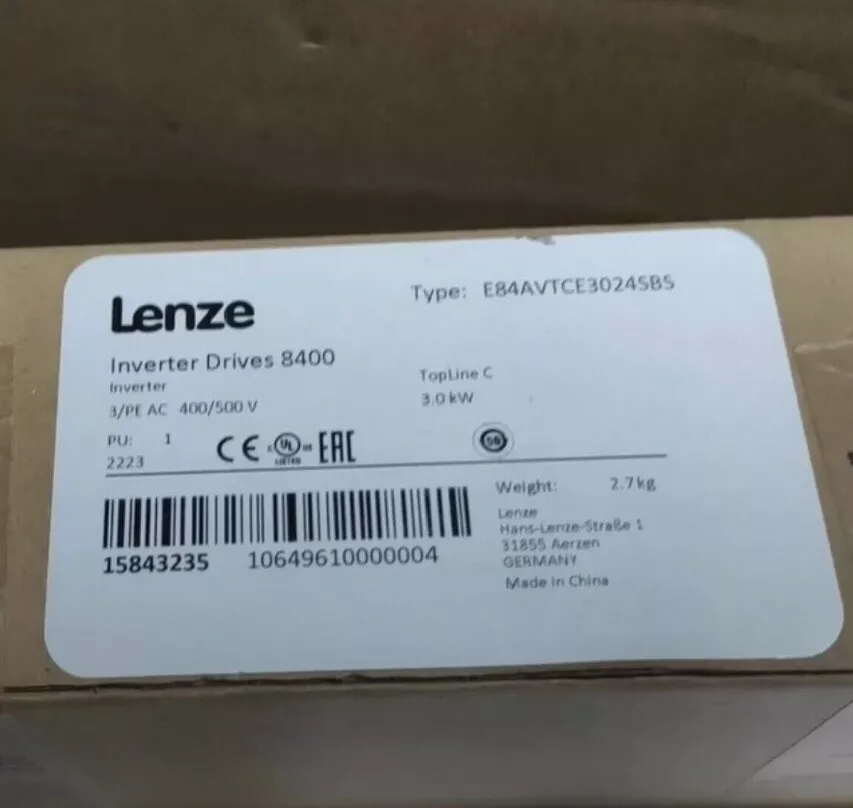 Lenze
Type: E84AVTCE3024SBS
Inverter Drives 8400
Inverter
TopLine C
3/PE AC 400/500 V
3.0 kW
PU: 1
CE UL LISTED EAC
2223
Weight: 2.7 kg
Lenze
Hans-Lenze-Straße 1
31855 Aerzen
GERMANY
Made in China
15843235 10649610000004